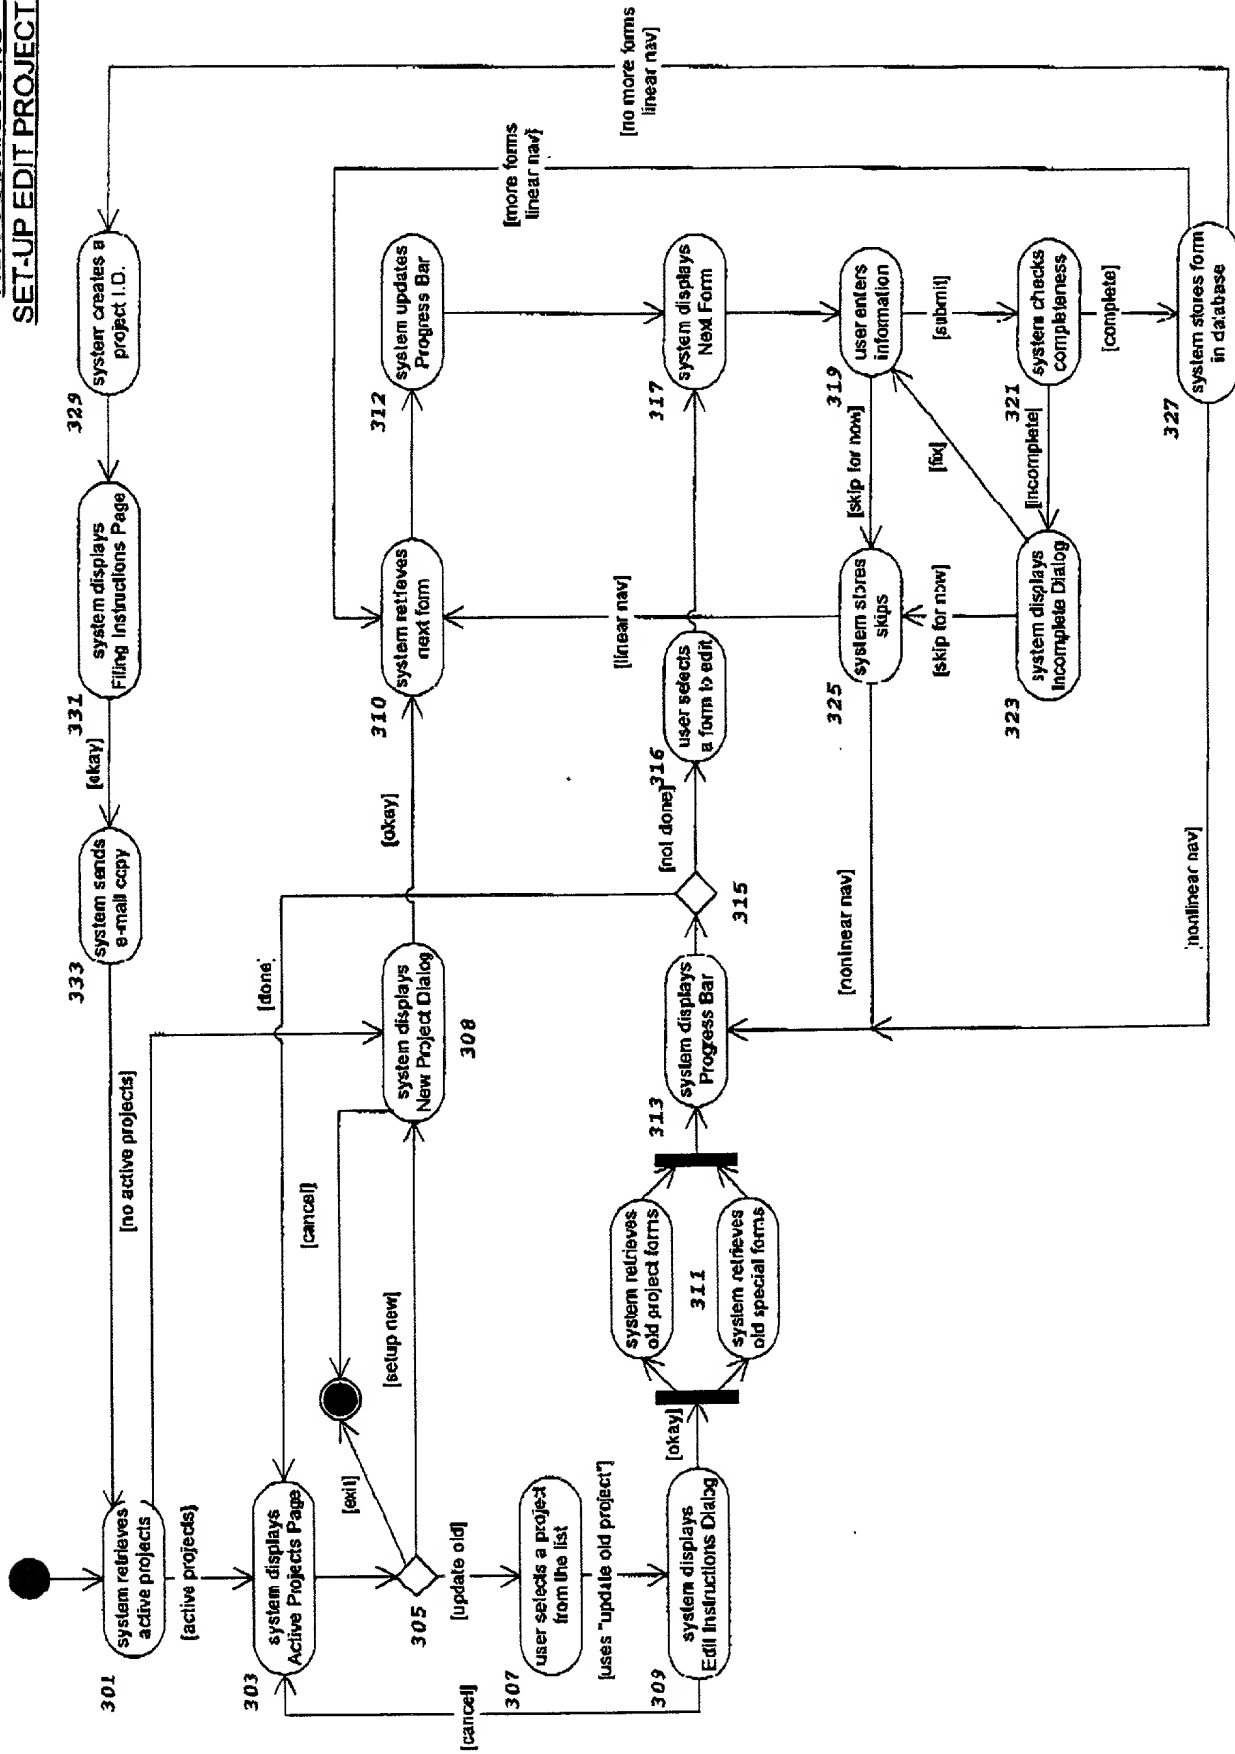 SET-UP EDIT PROJECT
301
system retrieves
active projects
[no active projects]
[active projects]
303
system displays
Active Projects Page
[exit]
[cancel]
[done]
305
[setup new]
[update old]
307
user selects a project
from the list
[uses "update old project"]
309
system displays
Edit Instructions Dialog
[cancel]
[okay]
308
system displays
New Project Dialog
[okay]
310
system retrieves
next form
312
system updates
Progress Bar
311
system retrieves
old project forms
system retrieves
old special forms
313
system displays
Progress Bar
315
[not done]
316
user selects
a form to edit
317
system displays
Next Form
[linear nav]
[nonlinear nav]
325
system stores
skips
[skip for now]
319
user enters
information
[submit]
[fix]
[skip for now]
323
system displays
Incomplete Dialog
[incomplete]
321
system checks
completeness
[complete]
327
system stores form
in database
[nonlinear nav]
[more forms
linear nav]
[no more forms
linear nav]
329
system creates a
project I.D.
331
system displays
Filing Instructions Page
[okay]
333
system sends
e-mail copy